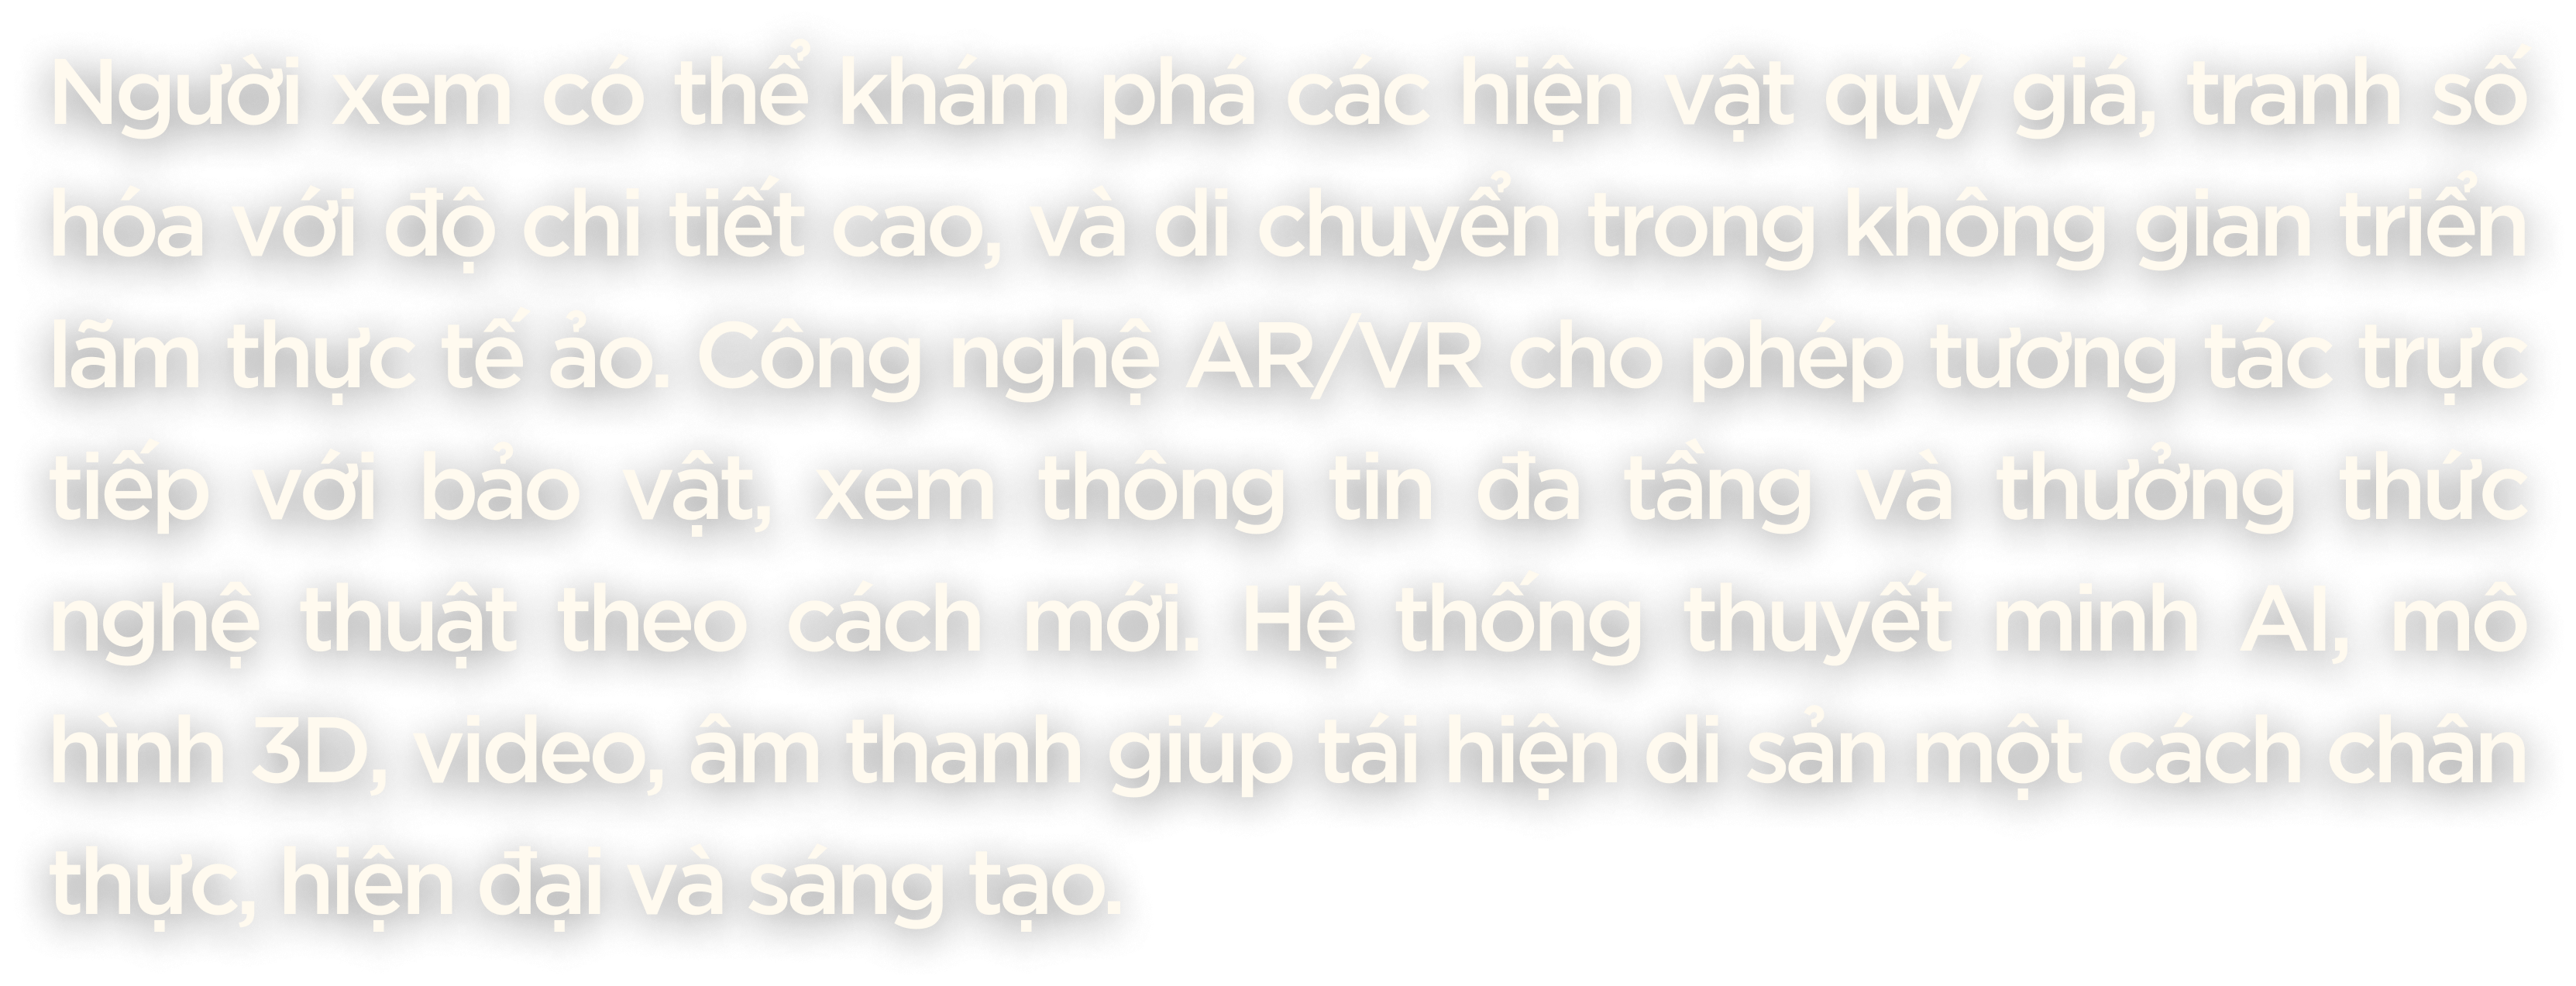 Người xem có thể khám phá các hiện vật quý giá, tranh số
hóa với độ chi tiết cao, và di chuyển trong không gian triển
lãm thực tế ảo. Công nghệ AR/VR cho phép tương tác trực
tiếp với bảo vật, xem thông tin đa tầng và thưởng thức
nghệ thuật theo cách mới. Hệ thống thuyết minh AI, mô
hình 3D, video, âm thanh giúp tái hiện di sản một cách chân
thực, hiện đại và sáng tạo.